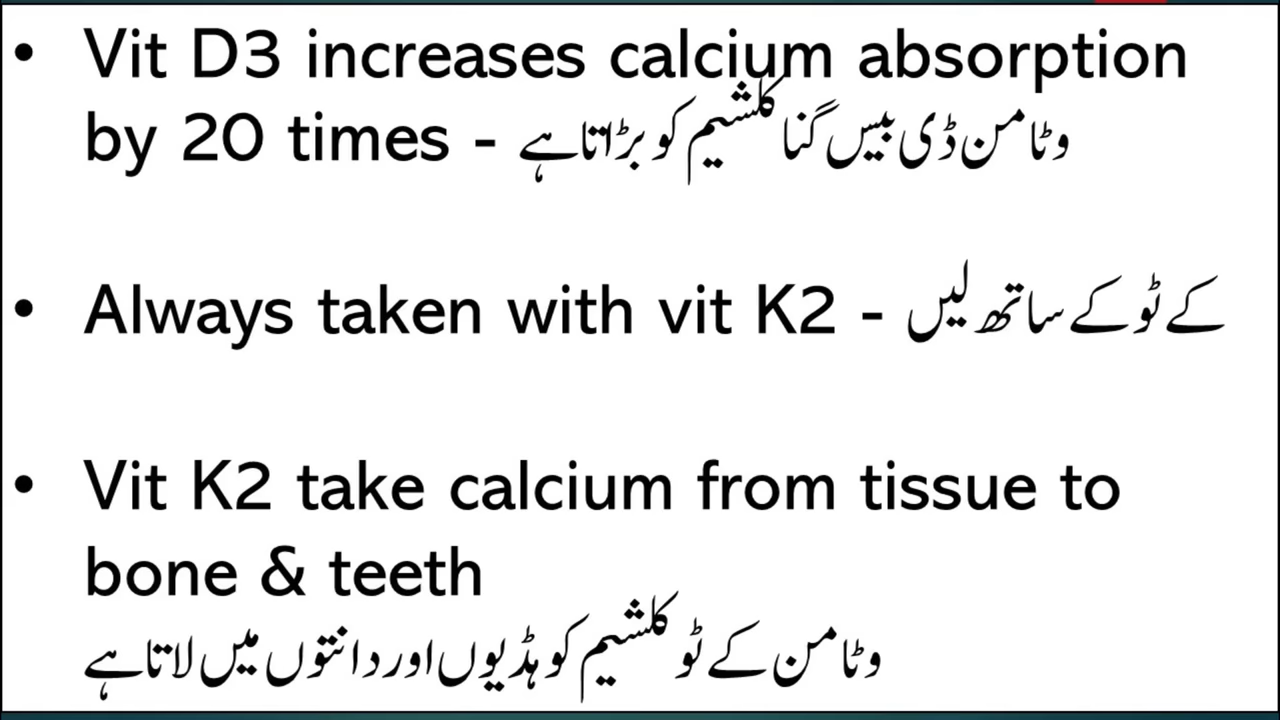 • Vit D3 increases calcium absorption
by 20 times - وٹامن ڈی بیس گنا کلشیم کو بڑاتا ہے
• Always taken with vit K2 - کے ٹو کے ساتھ لیں
• Vit K2 take calcium from tissue to
bone & teeth
وٹامن کے ٹو کلشیم کو ہڈیوں اور دانتوں میں لاتا ہے